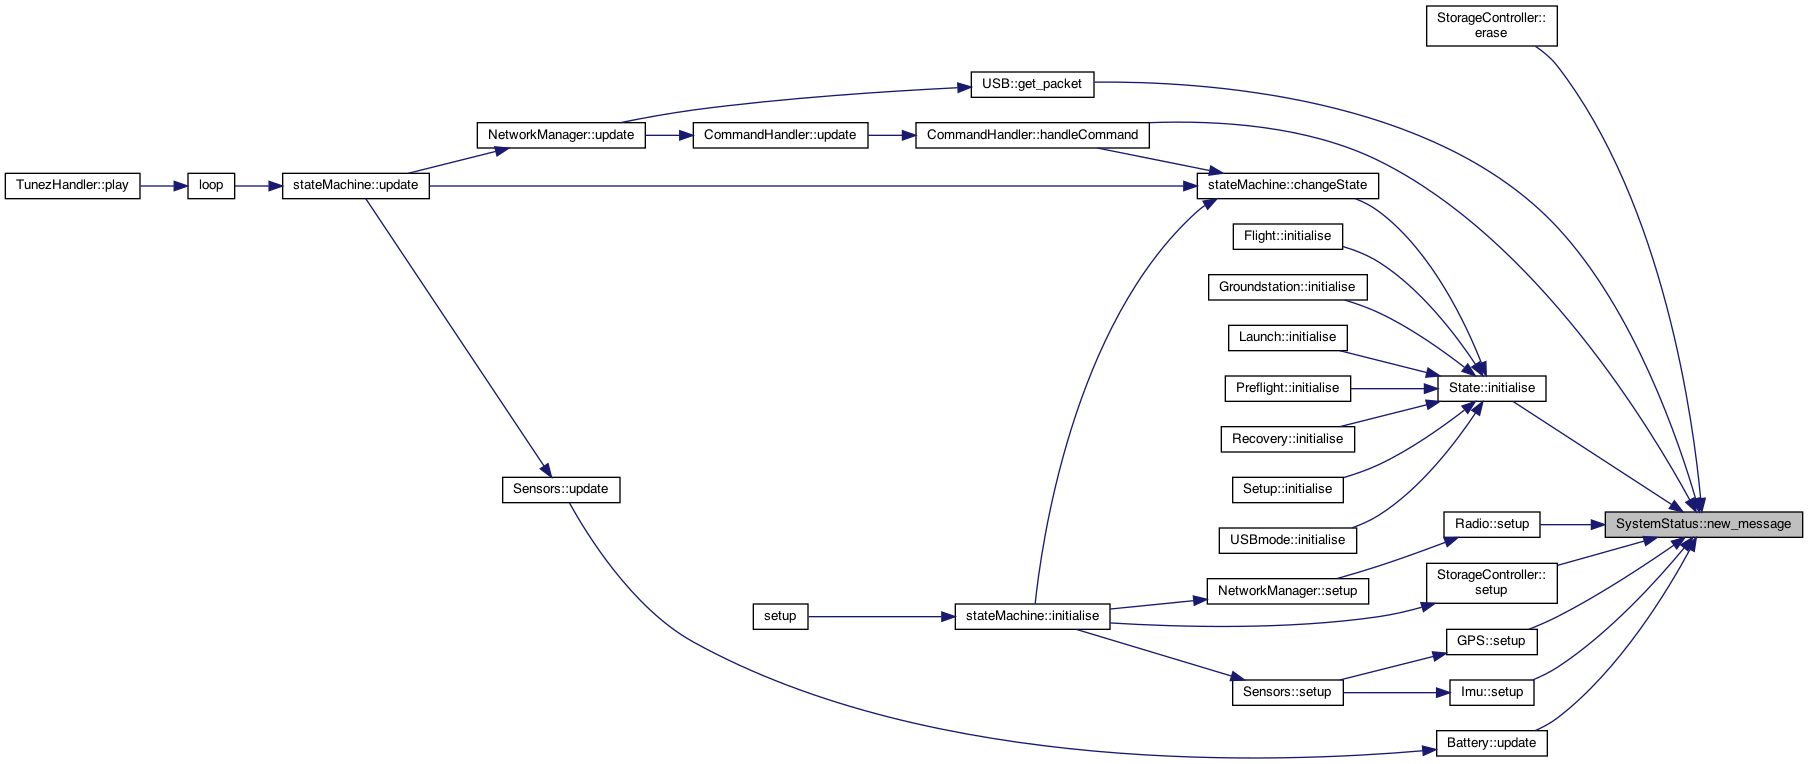 StorageController::
erase
USB::get_packet
NetworkManager::update
CommandHandler::update
CommandHandler::handleCommand
TunezHandler::play
loop
stateMachine::update
stateMachine::changeState
Flight::initialise
Groundstation::initialise
Launch::initialise
Preflight::initialise
State::initialise
Recovery::initialise
Setup::initialise
Sensors::update
Radio::setup
SystemStatus::new_message
USBmode::initialise
StorageController::
setup
NetworkManager::setup
setup
stateMachine::initialise
GPS::setup
Sensors::setup
Imu::setup
Battery::update